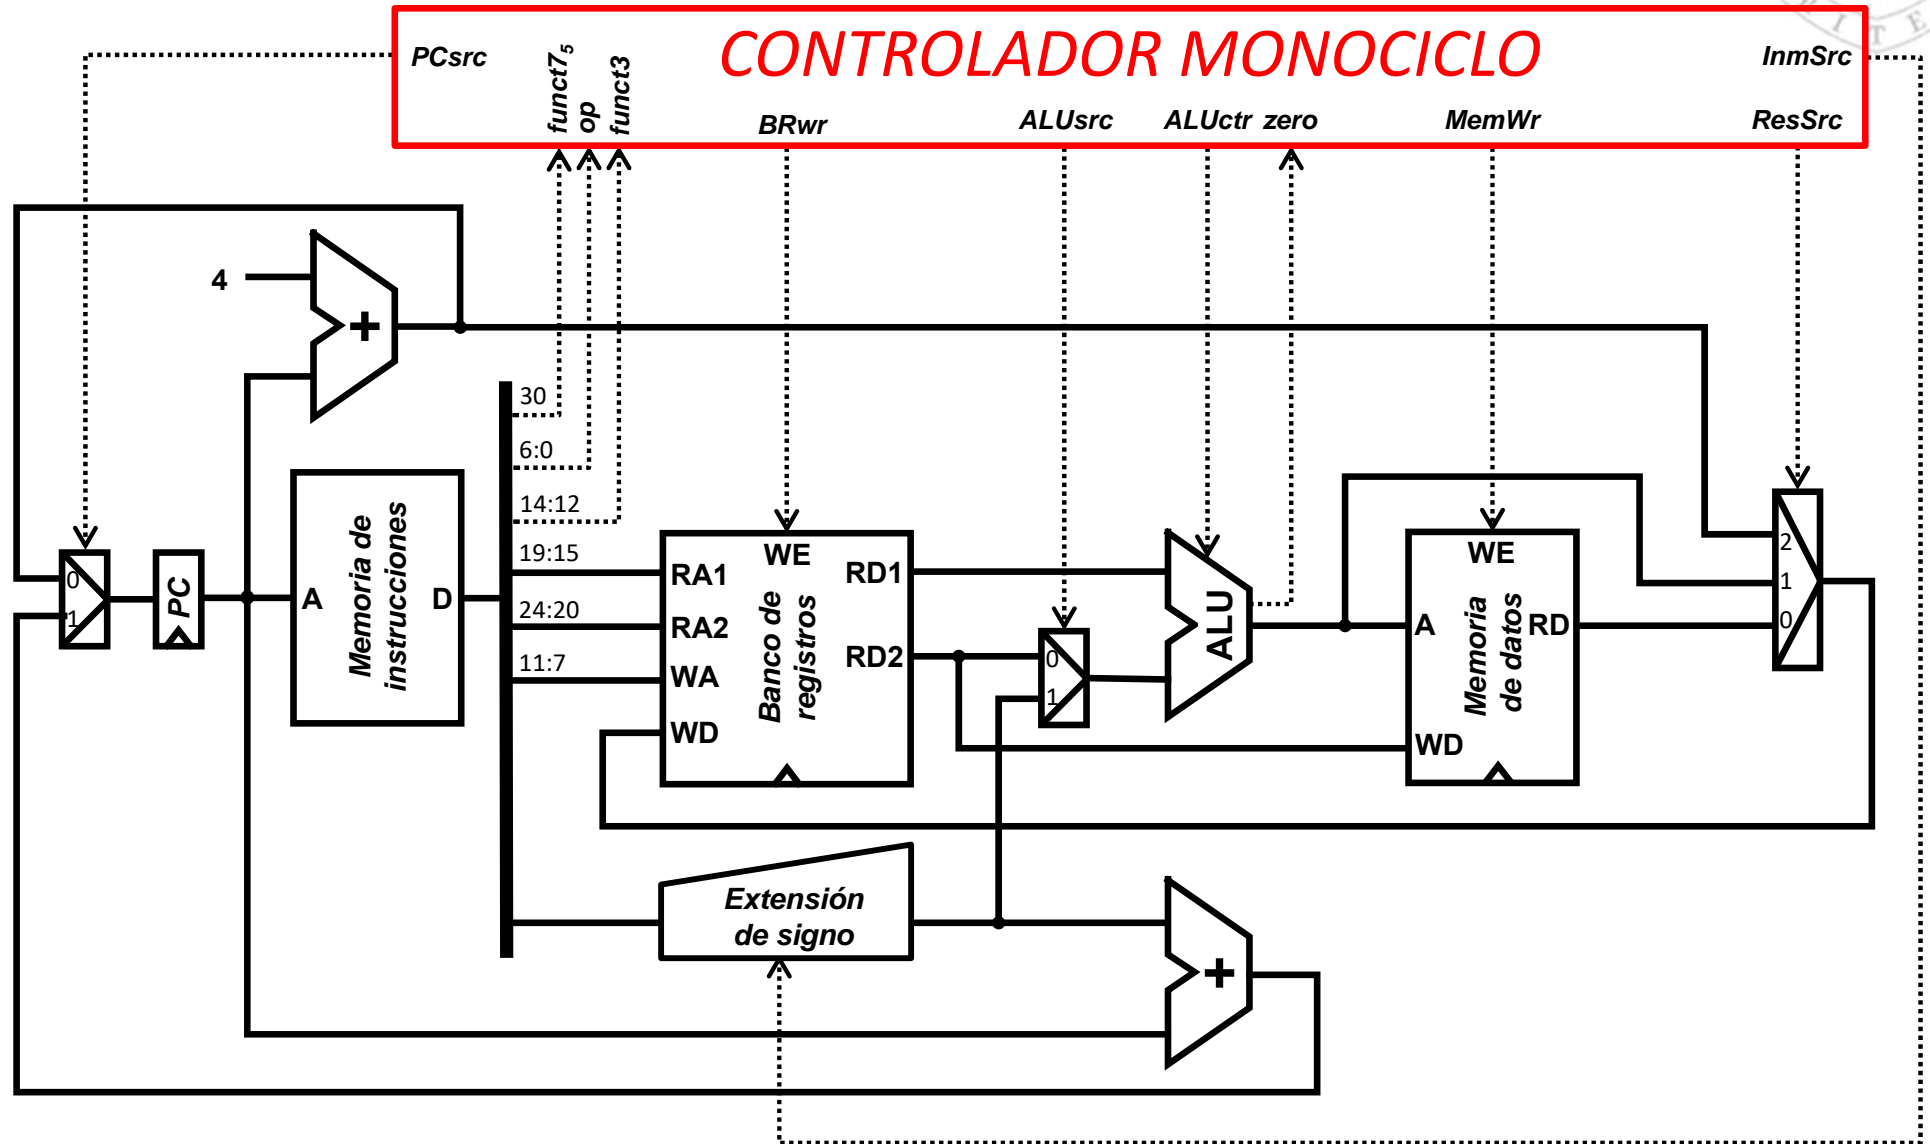 CONTROLADOR MONOCICLO
PCsrc
funct7₅
op
funct3
BRwr
ALUsrc
ALUctr zero
MemWr
InmSrc
ResSrc
4
+
30
6:0
14:12
19:15
24:20
11:7
0
1
PC
A
Memoria de
instrucciones
D
RA1
RA2
WA
WD
WE
Banco de
registros
RD1
RD2
0
1
ALU
A
WD
WE
Memoria
de datos
RD
2
1
0
Extensión
de signo
+